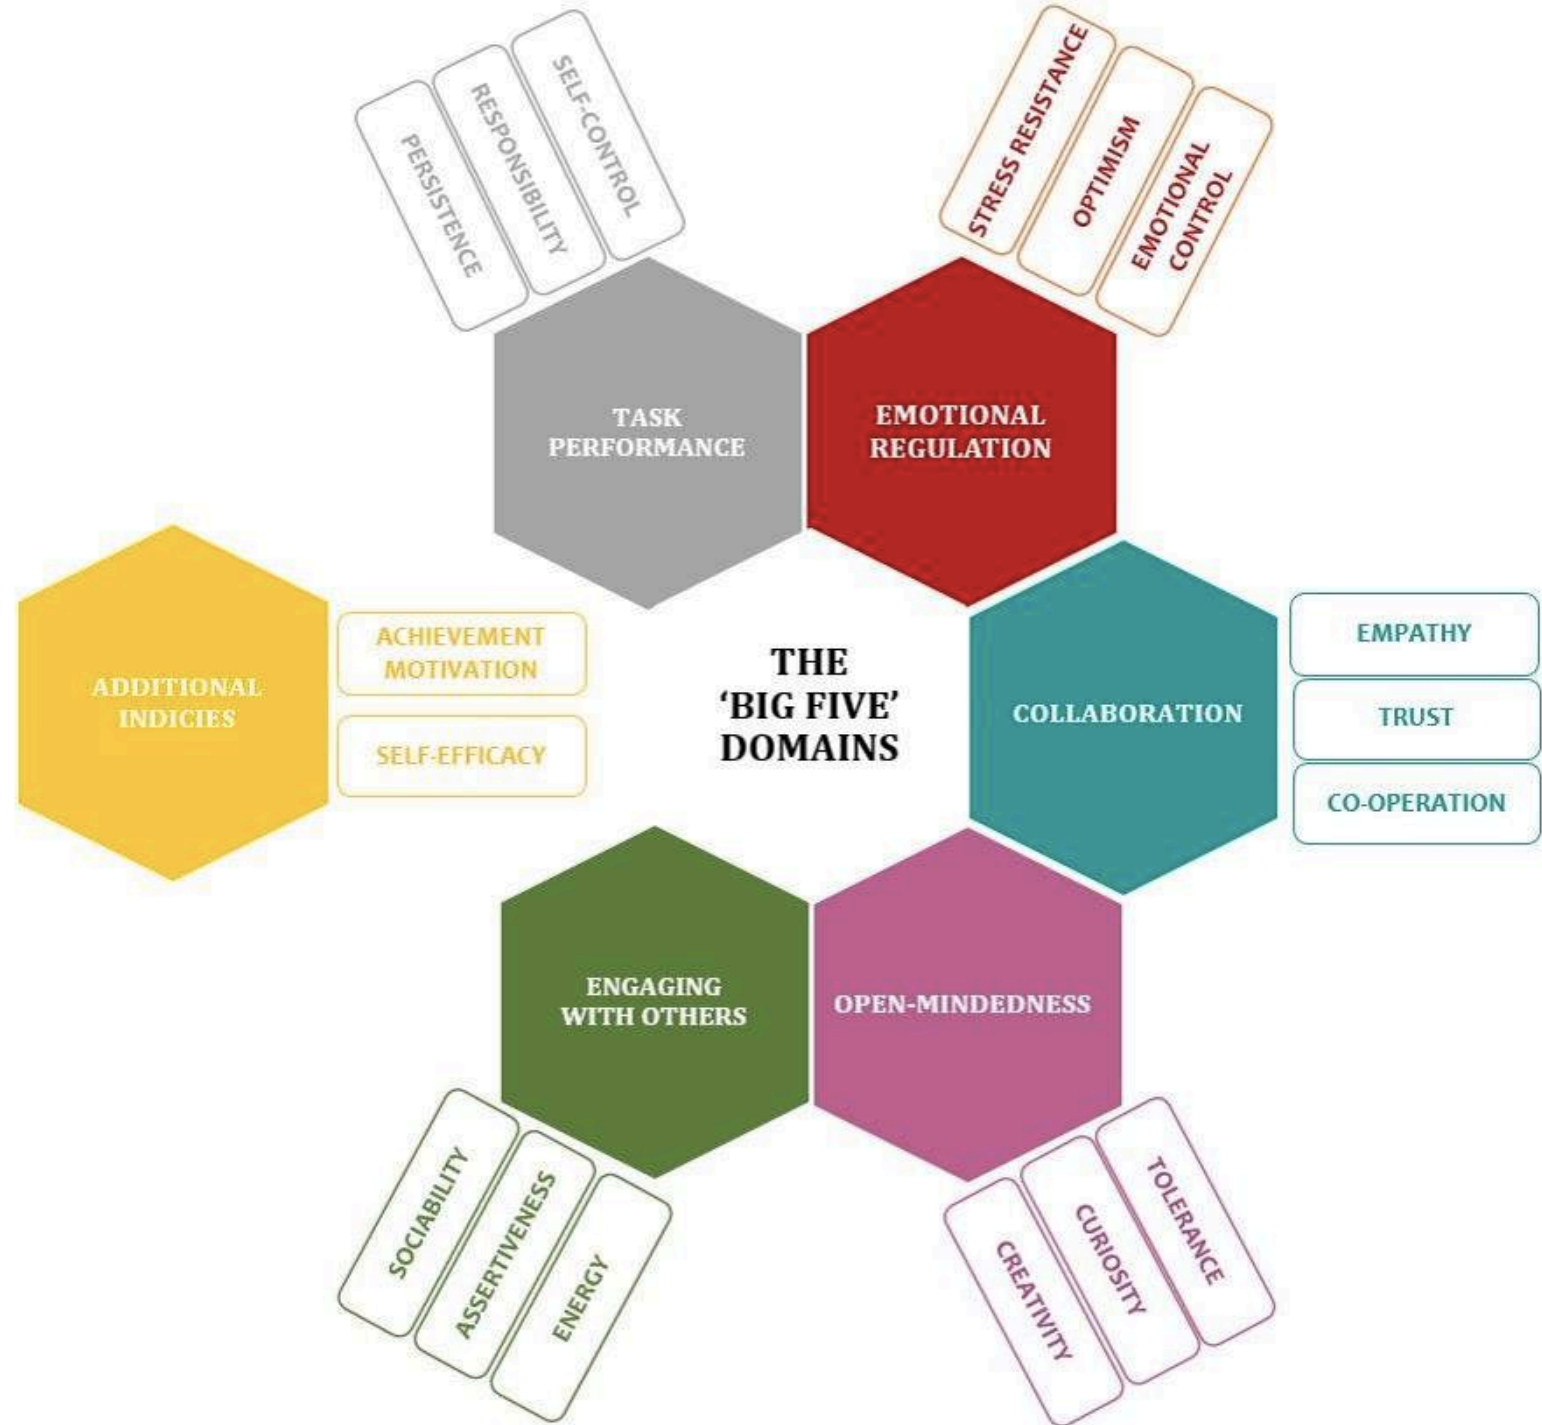 PERSISTENCE
RESPONSIBILITY
SELF-CONTROL
TASK
PERFORMANCE
STRESS RESISTANCE
OPTIMISM
EMOTIONAL
CONTROL
EMOTIONAL
REGULATION
ADDITIONAL
INDICIES
ACHIEVEMENT
MOTIVATION
SELF-EFFICACY
THE
‘BIG FIVE’
DOMAINS
COLLABORATION
EMPATHY
TRUST
CO-OPERATION
ENGAGING
WITH OTHERS
SOCIABILITY
ASSERTIVENESS
ENERGY
OPEN-MINDEDNESS
CREATIVITY
CURIOSITY
TOLERANCE